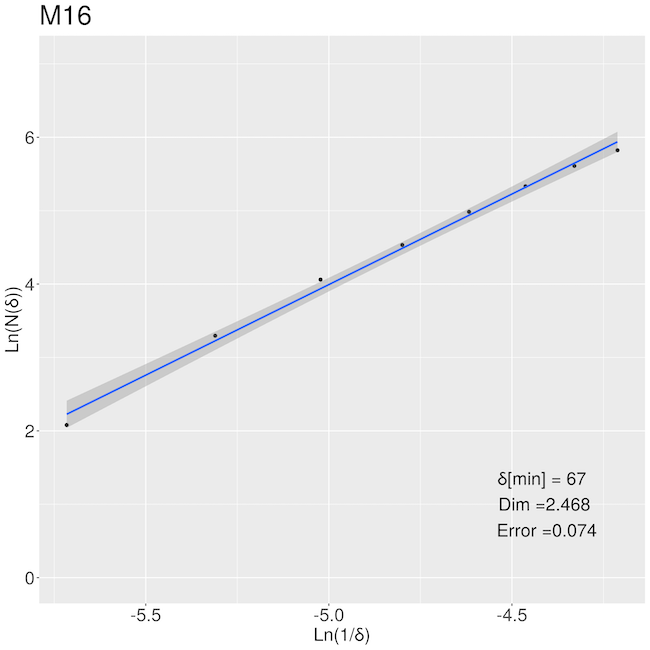 M16
6
4
2
0
Ln(N(δ))
δ[min] = 67
Dim =2.468
Error =0.074
-5.5 -5.0 -4.5
Ln(1/δ)